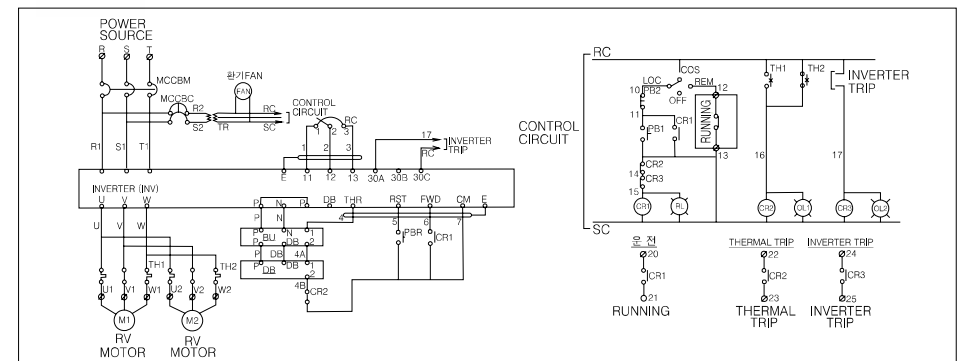 POWER
SOURCE
R S T
MCCBM
MCCBC
R2
S2
TR
환기FAN
FAN
RC
SC
CONTROL
CIRCUIT
1 2 3
RC
1 2 3
17
RC
INVERTER
TRIP
R1 S1 T1
E 11 12 13 30A 30B 30C
INVERTER (INV)
U V W
P N P DB THR RST FWD CM E
U V W
P N
4
5 6 7
P BU N DB 1 2
PBR
CR1
P DB 4A
P DB DB 1 2
4B
CR2
TH1
TH2
U1 V1 W1 U2 V2 W2
M1
M2
RV
MOTOR
RV
MOTOR
CONTROL
CIRCUIT
RC
COS
LOC
REM
OFF
10
PB2
12
11
PB1
CR1
RUNNING
13
CR2
14
CR3
15
CR1
RL
TH1
TH2
16
CR2
OL1
INVERTER
TRIP
17
CR3
OL2
SC
운 전
20
CR1
21
RUNNING
THERMAL TRIP
22
CR2
23
THERMAL
TRIP
INVERTER TRIP
24
CR3
25
INVERTER
TRIP